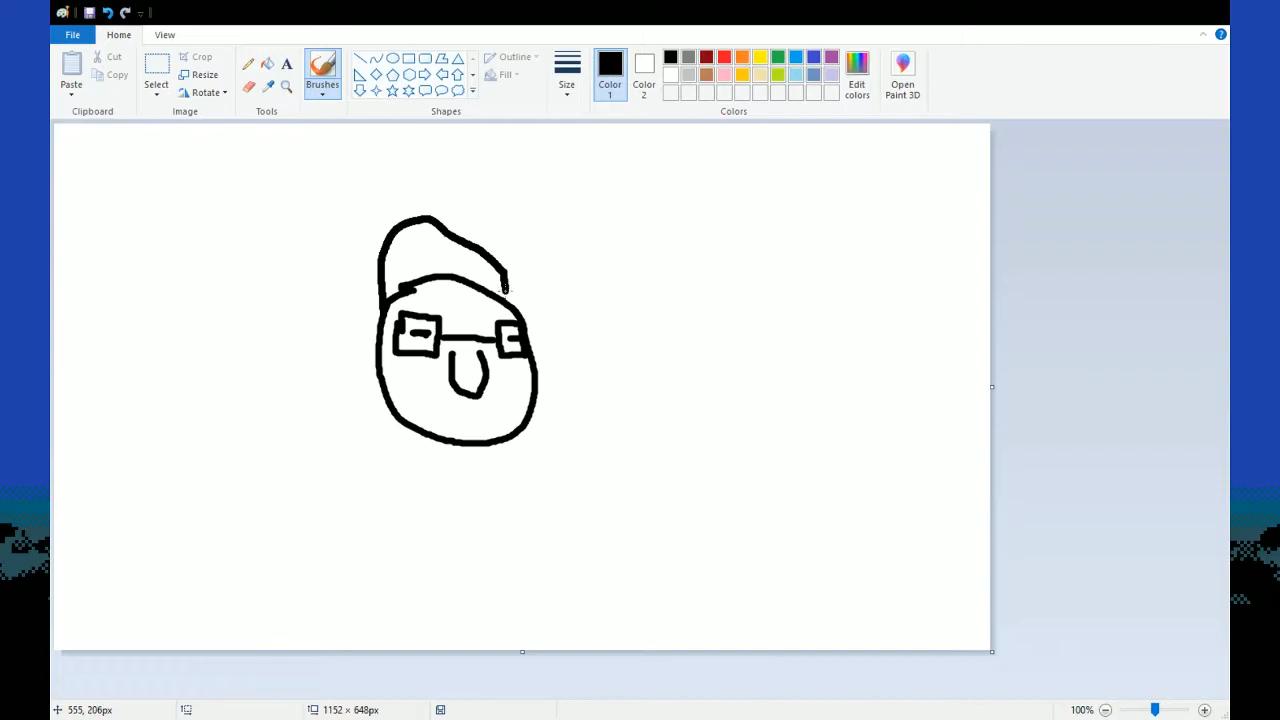 File Home View
Cut
Crop
Outline
Copy
Resize
Fill
Rotate
Paste Select Brushes Size Color 1 Color 2 Edit colors Open Paint 3D
Clipboard Image Tools Shapes Colors
555, 206px 1152 × 648px 100%